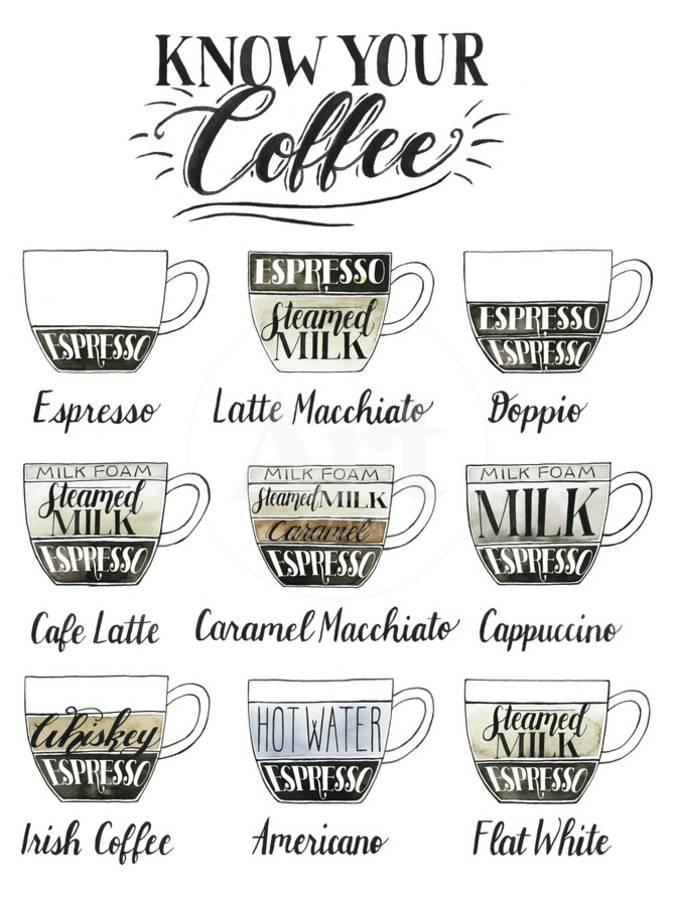 KNOW YOUR
Coffee
ESPRESSO
Espresso
ESPRESSO
Steamed
MILK
Latte Macchiato
ESPRESSO
ESPRESSO
Doppio
MILK FOAM
Steamed
MILK
ESPRESSO
Cafe Latte
MILK FOAM
Steamed MILK
Caramel
ESPRESSO
Caramel Macchiato
MILK FOAM
MILK
ESPRESSO
Cappuccino
Whiskey
ESPRESSO
Irish Coffee
HOT WATER
ESPRESSO
Americano
Steamed
MILK
ESPRESSO
Flat White
Art